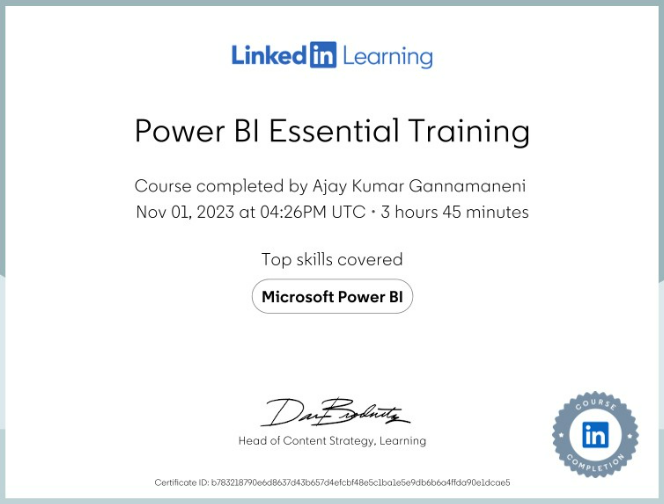 Linked in Learning
Power BI Essential Training
Course completed by Ajay Kumar Gannamaneni
Nov 01, 2023 at 04:26PM UTC • 3 hours 45 minutes
Top skills covered
Microsoft Power BI
Head of Content Strategy, Learning
COURSE
in
COMPLETION
Certificate ID: b783218790e6d8637d43b657d4efcbf48e5c1ba1e5e9db6b6a4ffda90e1dcae5